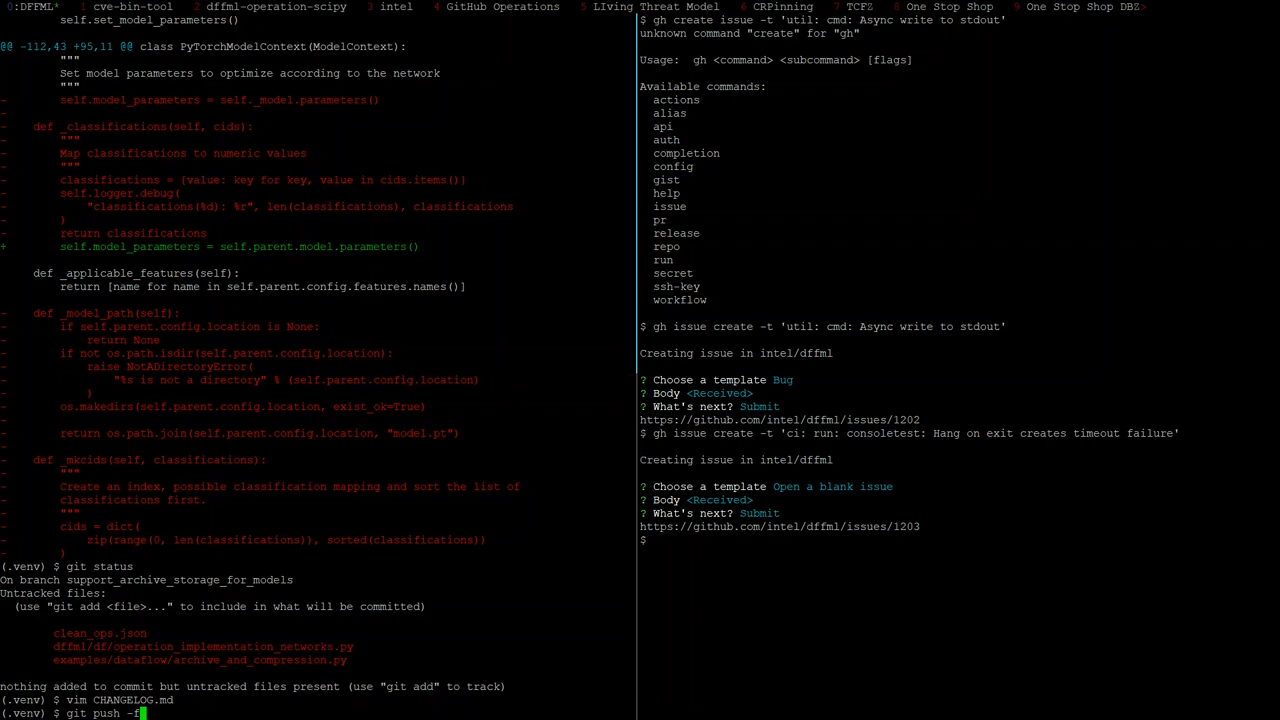 0:DFFML* 1 cve-bin-tool 2 dffml-operation-scipy 3 intel 4 GitHub Operations 5 LIving Threat Model 6 CRPinning 7 TCFZ 8 One Stop Shop 9 One Stop Shop DBZ>
self.set_model_parameters()
@@ -112,43 +95,11 @@ class PyTorchModelContext(ModelContext):
"""
Set model parameters to optimize according to the network
"""
- self.model_parameters = self._model.parameters()
-
- def _classifications(self, cids):
- """
- Map classifications to numeric values
- """
- classifications = [value: key for key, value in cids.items()]
- self.logger.debug(
- "classifications(%d): %r", len(classifications), classifications
- )
- return classifications
+ self.model_parameters = self.parent.model.parameters()
def _applicable_features(self):
return [name for name in self.parent.config.features.names()]
- def _model_path(self):
- if self.parent.config.location is None:
- return None
- if not os.path.isdir(self.parent.config.location):
- raise NotADirectoryError(
- "%s is not a directory" % (self.parent.config.location)
- )
- os.makedirs(self.parent.config.location, exist_ok=True)
-
- return os.path.join(self.parent.config.location, "model.pt")
-
- def _mkcids(self, classifications):
- """
- Create an index, possible classification mapping and sort the list of
- classifications first.
- """
- cids = dict(
- zip(range(0, len(classifications)), sorted(classifications))
- )
(.venv) $ git status
On branch support_archive_storage_for_models
Untracked files:
(use "git add <file>..." to include in what will be committed)
clean_ops.json
dffml/df/operation_implementation_networks.py
examples/dataflow/archive_and_compression.py
nothing added to commit but untracked files present (use "git add" to track)
(.venv) $ vim CHANGELOG.md
(.venv) $ git push -f
$ gh create issue -t 'util: cmd: Async write to stdout'
unknown command "create" for "gh"
Usage: gh <command> <subcommand> [flags]
Available commands:
actions
alias
api
auth
completion
config
gist
help
issue
pr
release
repo
run
secret
ssh-key
workflow
$ gh issue create -t 'util: cmd: Async write to stdout'
Creating issue in intel/dffml
? Choose a template Bug
? Body <Received>
? What's next? Submit
https://github.com/intel/dffml/issues/1202
$ gh issue create -t 'ci: run: consoletest: Hang on exit creates timeout failure'
Creating issue in intel/dffml
? Choose a template Open a blank issue
? Body <Received>
? What's next? Submit
https://github.com/intel/dffml/issues/1203
$